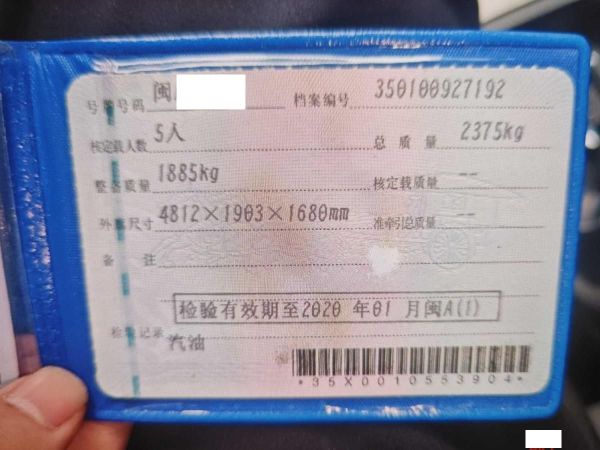 号牌号码 闽 档案编号 350100927192
核定载人数 5人 总质量 2375kg
整备质量 1885kg 核定载质量 --
外廓尺寸 4812×1903×1680mm 准牵引总质量 --
备注
检验有效期至2020 年01 月闽A(1)
检验记录
汽油
*35X0010553904*